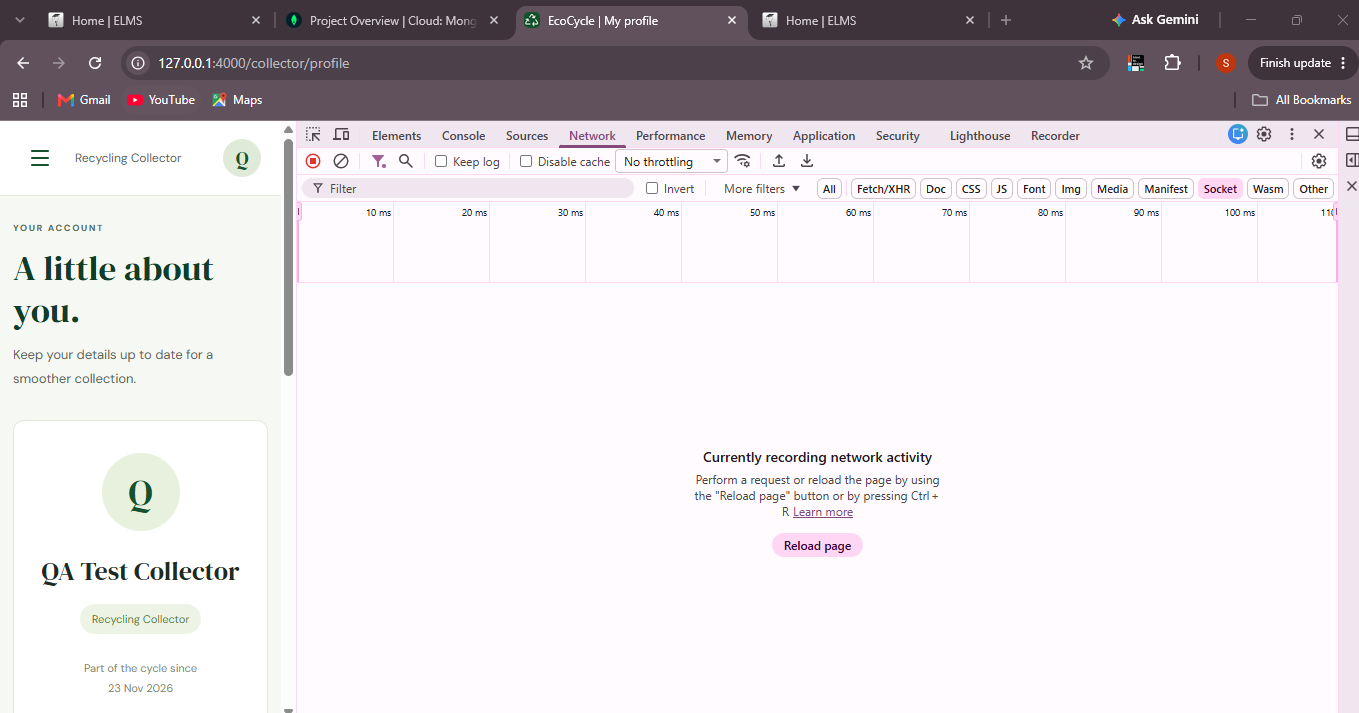 Home | ELMS
Project Overview | Cloud: Mong
EcoCycle | My profile
Home | ELMS
Ask Gemini
127.0.0.1:4000/collector/profile
S
Finish update
Gmail
YouTube
Maps
All Bookmarks
Recycling Collector
Q
YOUR ACCOUNT
A little about
you.
Keep your details up to date for a
smoother collection.
Q
QA Test Collector
Recycling Collector
Part of the cycle since
23 Nov 2026
Elements Console Sources Network Performance Memory Application Security Lighthouse Recorder
Keep log Disable cache No throttling
Filter Invert More filters All Fetch/XHR Doc CSS JS Font Img Media Manifest Socket Wasm Other
10 ms 20 ms 30 ms 40 ms 50 ms 60 ms 70 ms 80 ms 90 ms 100 ms 110
Currently recording network activity
Perform a request or reload the page by using
the "Reload page" button or by pressing Ctrl +
R Learn more
Reload page